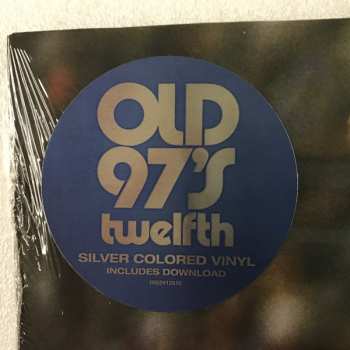 OLD
97'S
twelfth
SILVER COLORED VINYL
INCLUDES DOWNLOAD